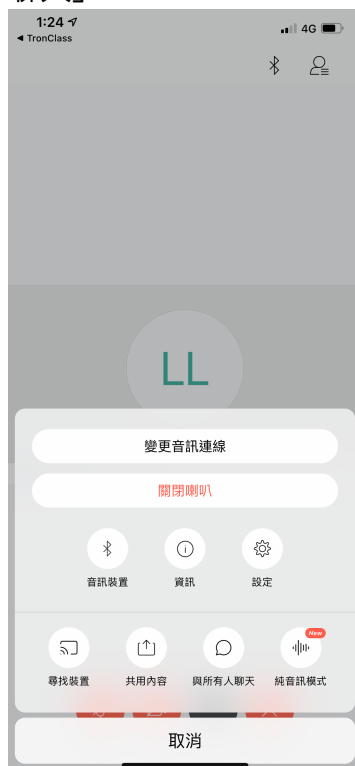 1:24
4G
◀ TronClass
LL
變更音訊連線
關閉喇叭
音訊裝置
資訊
設定
New
尋找裝置
共用內容
與所有人聊天
純音訊模式
取消